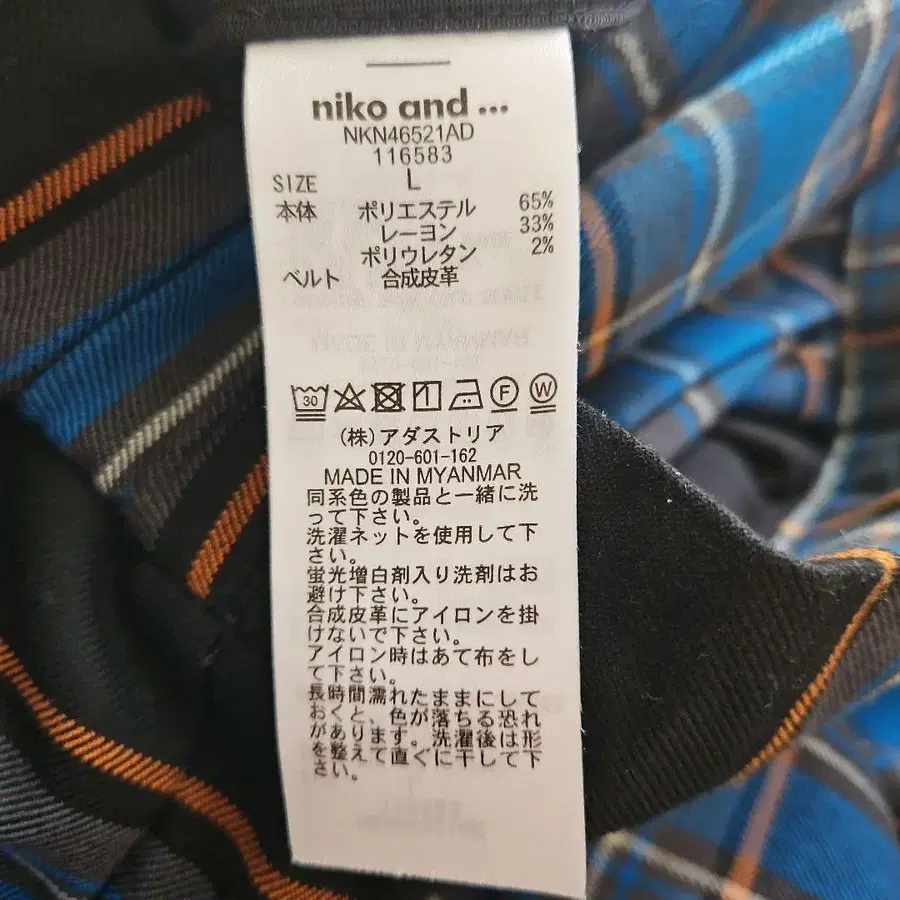 niko and ...
NKN46521AD
116583
SIZE L
本体 ポリエステル 65%
レーヨン 33%
ポリウレタン 2%
ベルト 合成皮革
30 F W
(株)アダストリア
0120-601-162
MADE IN MYANMAR
同系色の製品と一緒に洗
って下さい。
洗濯ネットを使用して下
さい。
蛍光増白剤入り洗剤はお
避け下さい。
合成皮革にアイロンを掛
けないで下さい。
アイロン時はあて布をし
て下さい。
長時間濡れたままにして
おくと、色が落ちる恐れ
があります。洗濯後は形
を整えて直ぐに干して下
さい。